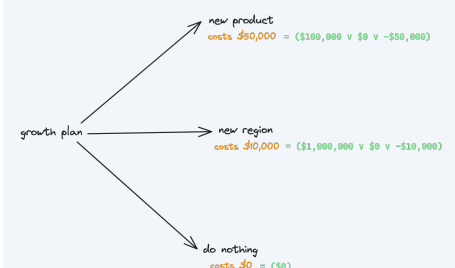 new product
costs $50,000 = ($100,000 v $0 v -$50,000)
growth plan
new region
costs $10,000 = ($1,000,000 v $0 v -$10,000)
do nothing
costs $0 = ($0)